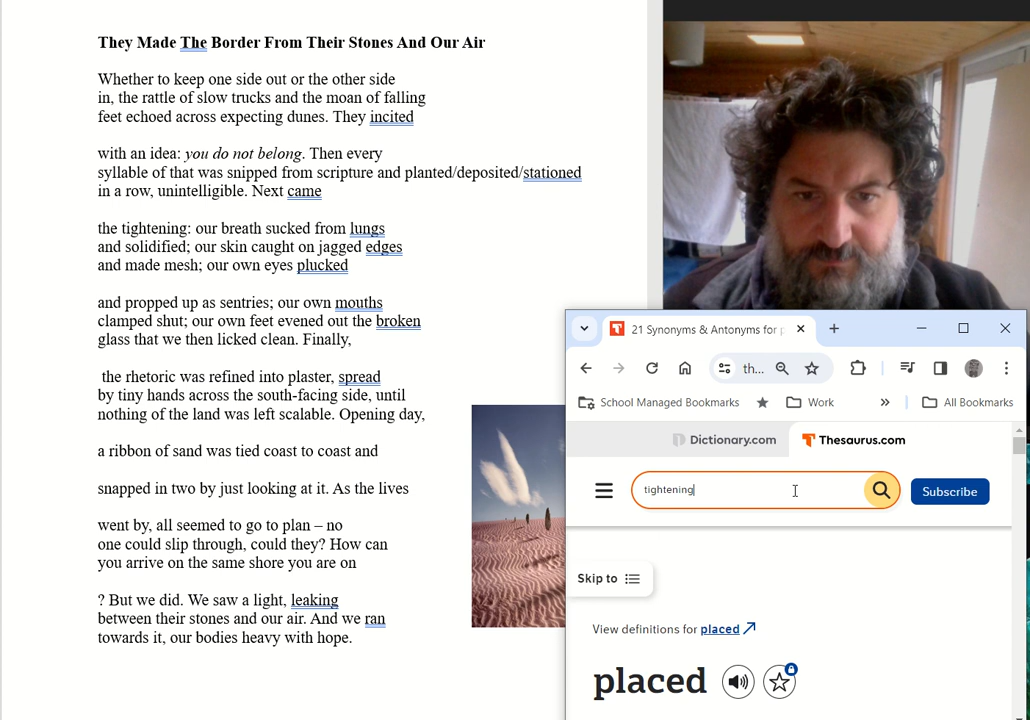 They Made The Border From Their Stones And Our Air
Whether to keep one side out or the other side
in, the rattle of slow trucks and the moan of falling
feet echoed across expecting dunes. They incited
with an idea: you do not belong. Then every
syllable of that was snipped from scripture and planted/deposited/stationed
in a row, unintelligible. Next came
the tightening: our breath sucked from lungs
and solidified; our skin caught on jagged edges
and made mesh; our own eyes plucked
and propped up as sentries; our own mouths
clamped shut; our own feet evened out the broken
glass that we then licked clean. Finally,
the rhetoric was refined into plaster, spread
by tiny hands across the south-facing side, until
nothing of the land was left scalable. Opening day,
a ribbon of sand was tied coast to coast and
snapped in two by just looking at it. As the lives
went by, all seemed to go to plan – no
one could slip through, could they? How can
you arrive on the same shore you are on
? But we did. We saw a light, leaking
between their stones and our air. And we ran
towards it, our bodies heavy with hope.
21 Synonyms & Antonyms for
th...
School Managed Bookmarks
Work
»
All Bookmarks
Dictionary.com
Thesaurus.com
tightening
Subscribe
Skip to
View definitions for placed
placed